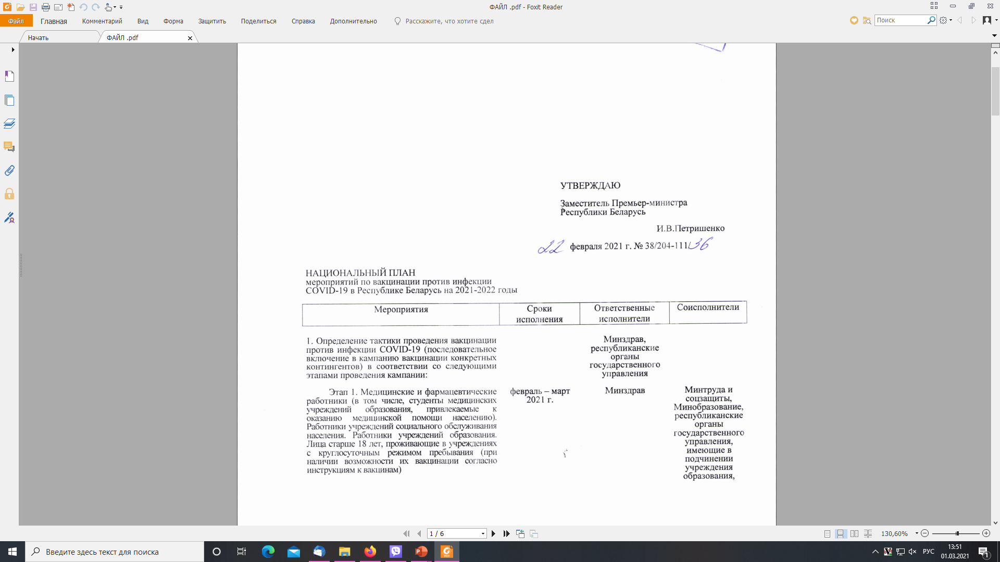 ФАЙЛ .pdf - Foxit Reader
Файл Главная Комментарий Вид Форма Защитить Поделиться Справка Дополнительно Расскажите, что хотите сдел Поиск
Начать ФАЙЛ .pdf
УТВЕРЖДАЮ
Заместитель Премьер-министра
Республики Беларусь
И.В.Петришенко
22 февраля 2021 г. № 38/204-111/36
НАЦИОНАЛЬНЫЙ ПЛАН
мероприятий по вакцинации против инфекции
COVID-19 в Республике Беларусь на 2021-2022 годы
Мероприятия
Сроки
исполнения
Ответственные
исполнители
Соисполнители
1. Определение тактики проведения вакцинации
против инфекции COVID-19 (последовательное
включение в кампанию вакцинации конкретных
контингентов) в соответствии со следующими
этапами проведения кампании:
Минздрав,
республиканские
органы
государственного
управления
Этап 1. Медицинские и фармацевтические
работники (в том числе, студенты медицинских
учреждений образования, привлекаемые к
оказанию медицинской помощи населению).
Работники учреждений социального обслуживания
населения. Работники учреждений образования.
Лица старше 18 лет, проживающие в учреждениях
с круглосуточным режимом пребывания (при
наличии возможности их вакцинации согласно
инструкциям к вакцинам)
февраль – март
2021 г.
Минздрав
Минтруда и
соцзащиты,
Минобразование,
республиканские
органы
государственного
управления,
имеющие в
подчинении
учреждения
образования,
1 / 6
130,60%
Введите здесь текст для поиска
РУС
13:51
01.03.2021
1